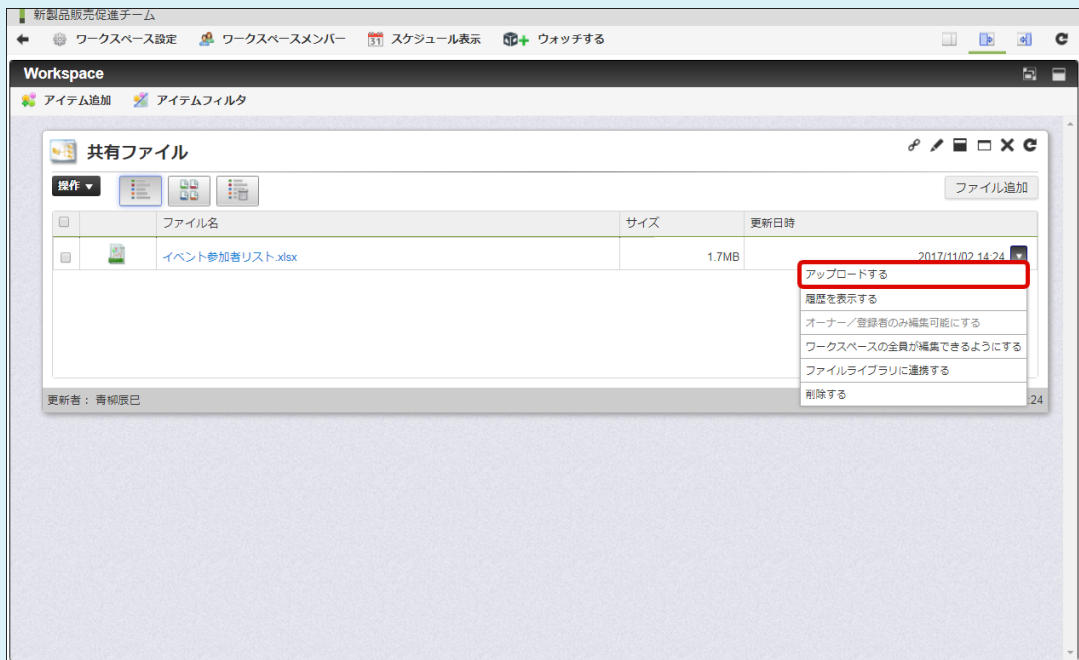 新製品販売促進チーム
ワークスペース設定 ワークスペースメンバー 31 スケジュール表示 ウォッチする
Workspace
アイテム追加 アイテムフィルタ
共有ファイル
操作 ファイル追加
ファイル名 サイズ 更新日時
イベント参加者リスト.xlsx 1.7MB 2017/11/02 14:24
アップロードする
履歴を表示する
オーナー／登録者のみ編集可能にする
ワークスペースの全員が編集できるようにする
ファイルライブラリに連携する
削除する
更新者： 青柳辰巳 :24